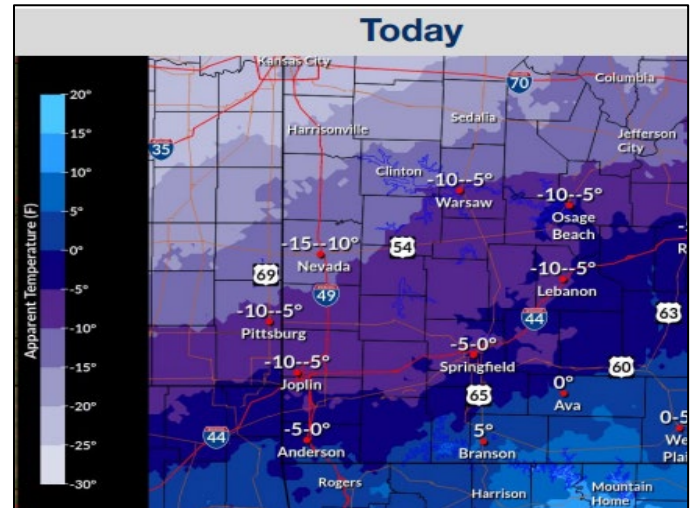 Today
Apparent Temperature (F)
20°
15°
10°
5°
0°
-5°
-10°
-15°
-20°
-25°
-30°
Kansas City
70
Columbia
35
Harrisonville
Sedalia
Jefferson
City
Clinton
-10--5°
Warsaw
-10--5°
Osage
Beach
-15--10°
Nevada
54
69
49
-10--5°
Lebanon
-10--5°
Pittsburg
44
63
-5-0°
Springfield
60
-10--5°
Joplin
65
0°
Ava
0-5
We
Plai
44
-5-0°
Anderson
5°
Branson
Rogers
Harrison
Mountain
Home